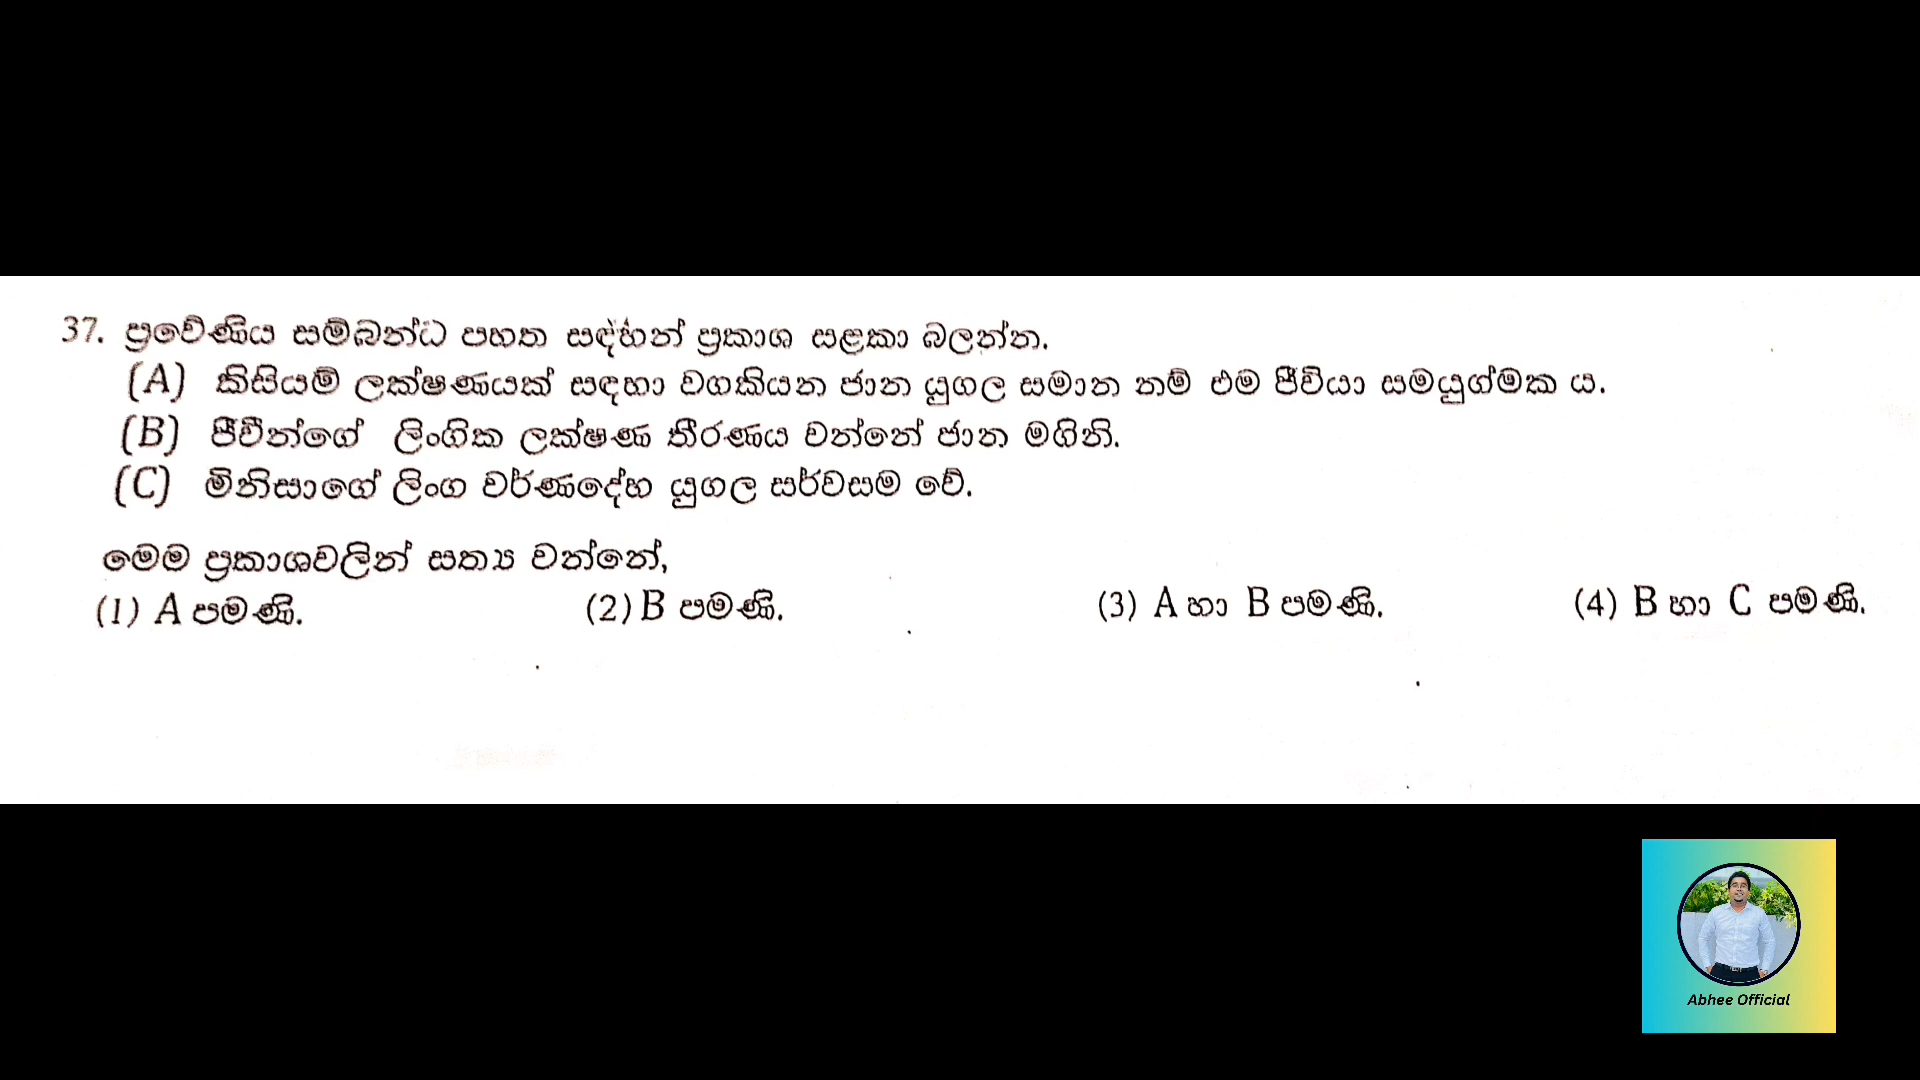 37. ප්‍රවේණිය සම්බන්ධ පහත සඳහන් ප්‍රකාශ සළකා බලන්න.
(A) කිසියම් ලක්ෂණයක් සඳහා වගකියන ජාන යුගල සමාන නම් එම ජීවියා සමයුග්මක ය.
(B) ජීවීන්ගේ ලිංගික ලක්ෂණ තීරණය වන්නේ ජාන මගිනි.
(C) මිනිසාගේ ලිංග වර්ණදේහ යුගල සර්වසම වේ.
මෙම ප්‍රකාශවලින් සත්‍ය වන්නේ,
(1) A පමණි. (2) B පමණි. (3) A හා B පමණි. (4) B හා C පමණි.
Abhee Official